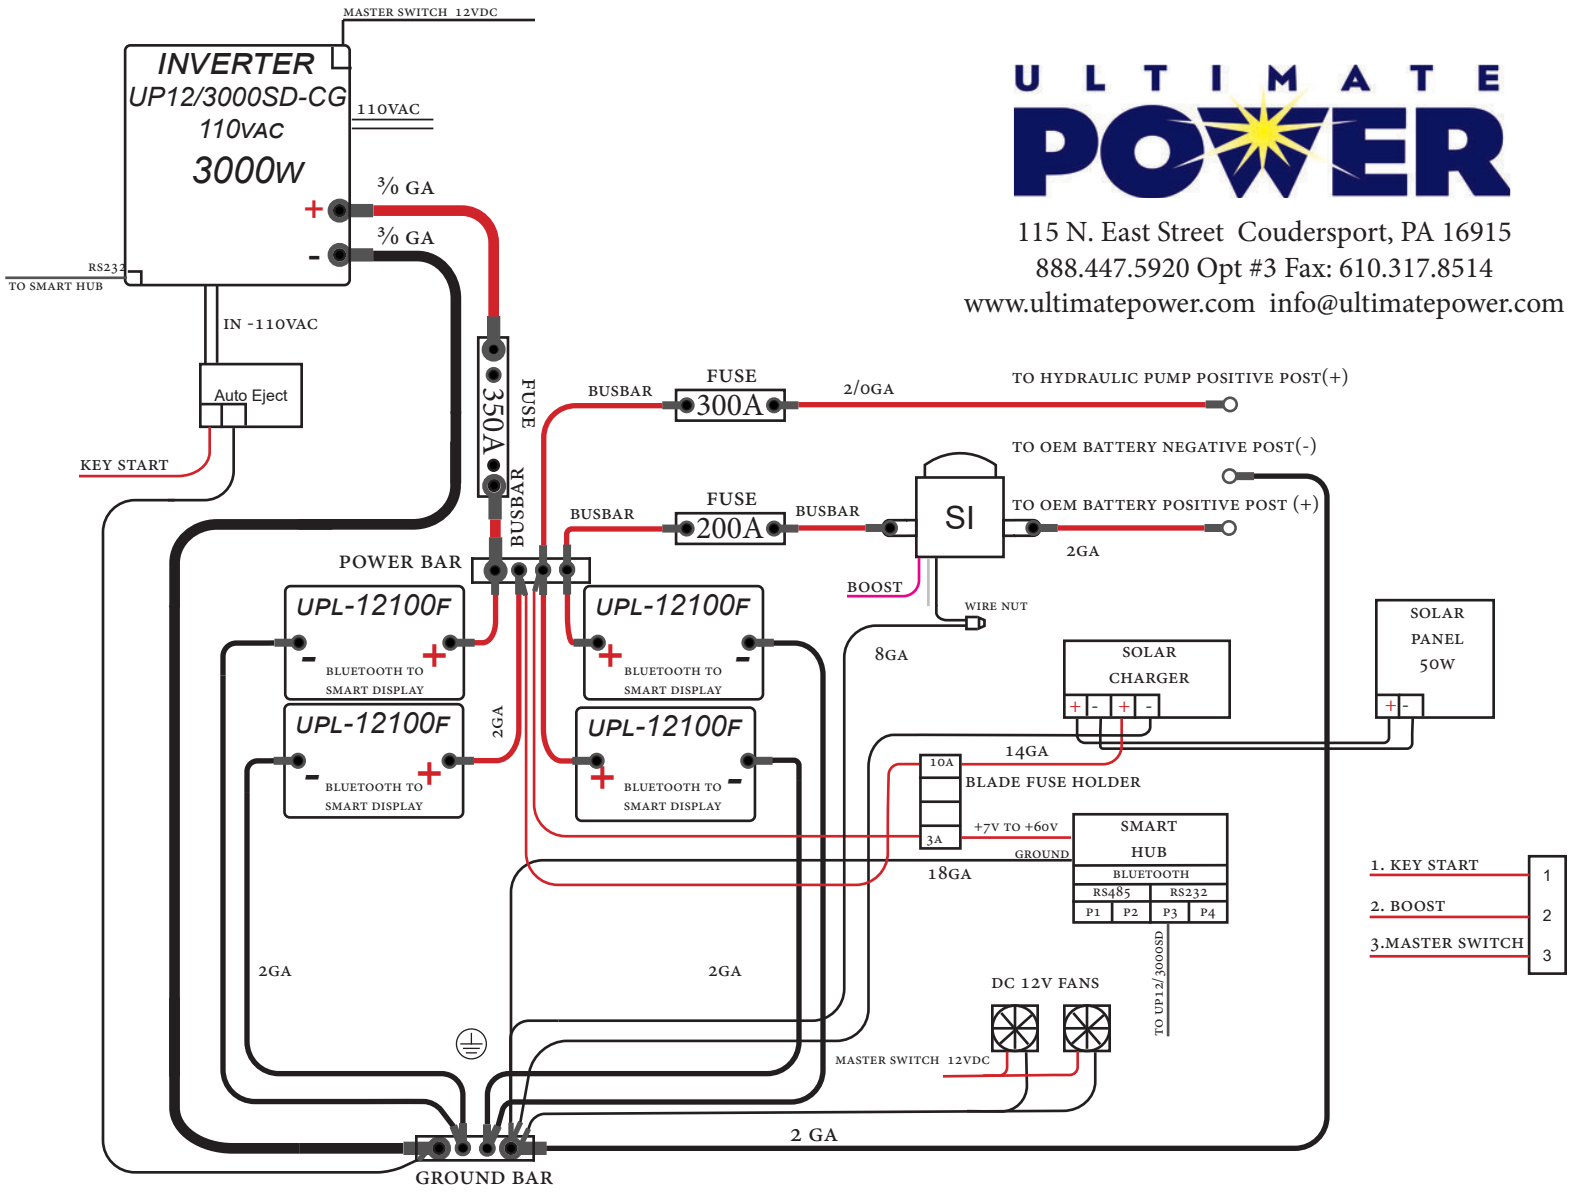 MASTER SWITCH 12VDC
INVERTER
UP12/3000SD-CG
110VAC
3000W
110VAC
+
-
3/0 GA
3/0 GA
RS232
TO SMART HUB
IN -110VAC
Auto Eject
KEY START
ULTIMATE
POWER
115 N. East Street Coudersport, PA 16915
888.447.5920 Opt #3 Fax: 610.317.8514
www.ultimatepower.com info@ultimatepower.com
350A
FUSE
BUSBAR
BUSBAR
FUSE
300A
2/0GA
TO HYDRAULIC PUMP POSITIVE POST(+)
TO OEM BATTERY NEGATIVE POST(-)
BUSBAR
FUSE
200A
BUSBAR
SI
TO OEM BATTERY POSITIVE POST (+)
2GA
BOOST
WIRE NUT
8GA
POWER BAR
UPL-12100F
-
+
BLUETOOTH TO
SMART DISPLAY
UPL-12100F
+
-
BLUETOOTH TO
SMART DISPLAY
UPL-12100F
-
+
BLUETOOTH TO
SMART DISPLAY
UPL-12100F
+
-
BLUETOOTH TO
SMART DISPLAY
2GA
SOLAR
CHARGER
+ - + -
SOLAR
PANEL
50W
+ -
14GA
10A
BLADE FUSE HOLDER
3A
+7V TO +60V
GROUND
18GA
SMART
HUB
BLUETOOTH
RS485 RS232
P1 P2 P3 P4
TO UP12/3000SD
1. KEY START 1
2. BOOST 2
3.MASTER SWITCH 3
2GA
2GA
DC 12V FANS
MASTER SWITCH 12VDC
2 GA
GROUND BAR